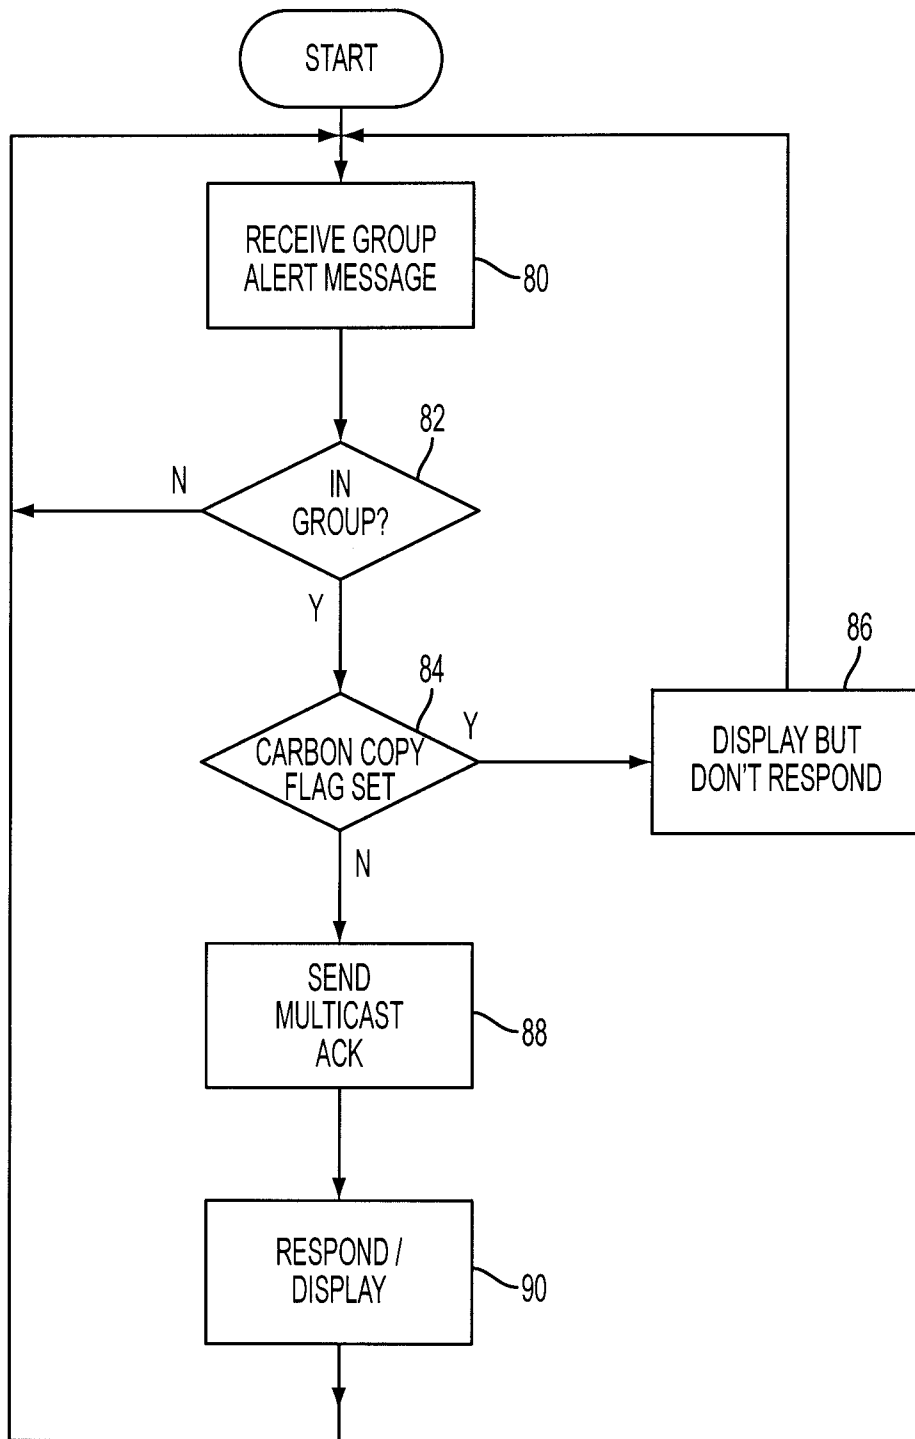 START
RECEIVE GROUP
ALERT MESSAGE
80
82
N
IN
GROUP?
Y
84
Y
CARBON COPY
FLAG SET
86
DISPLAY BUT
DON'T RESPOND
N
SEND
MULTICAST
ACK
88
RESPOND /
DISPLAY
90